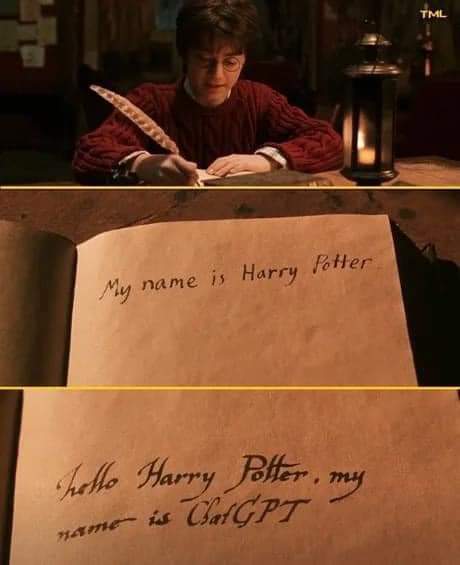 TML
My name is Harry Potter
hello Harry Potter. my
name is ChatGPT